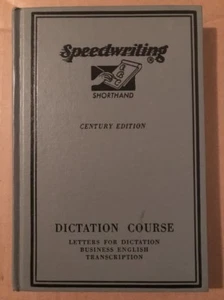 Speedwriting
®
SHORTHAND
CENTURY EDITION
DICTATION COURSE
LETTERS FOR DICTATION
BUSINESS ENGLISH
TRANSCRIPTION